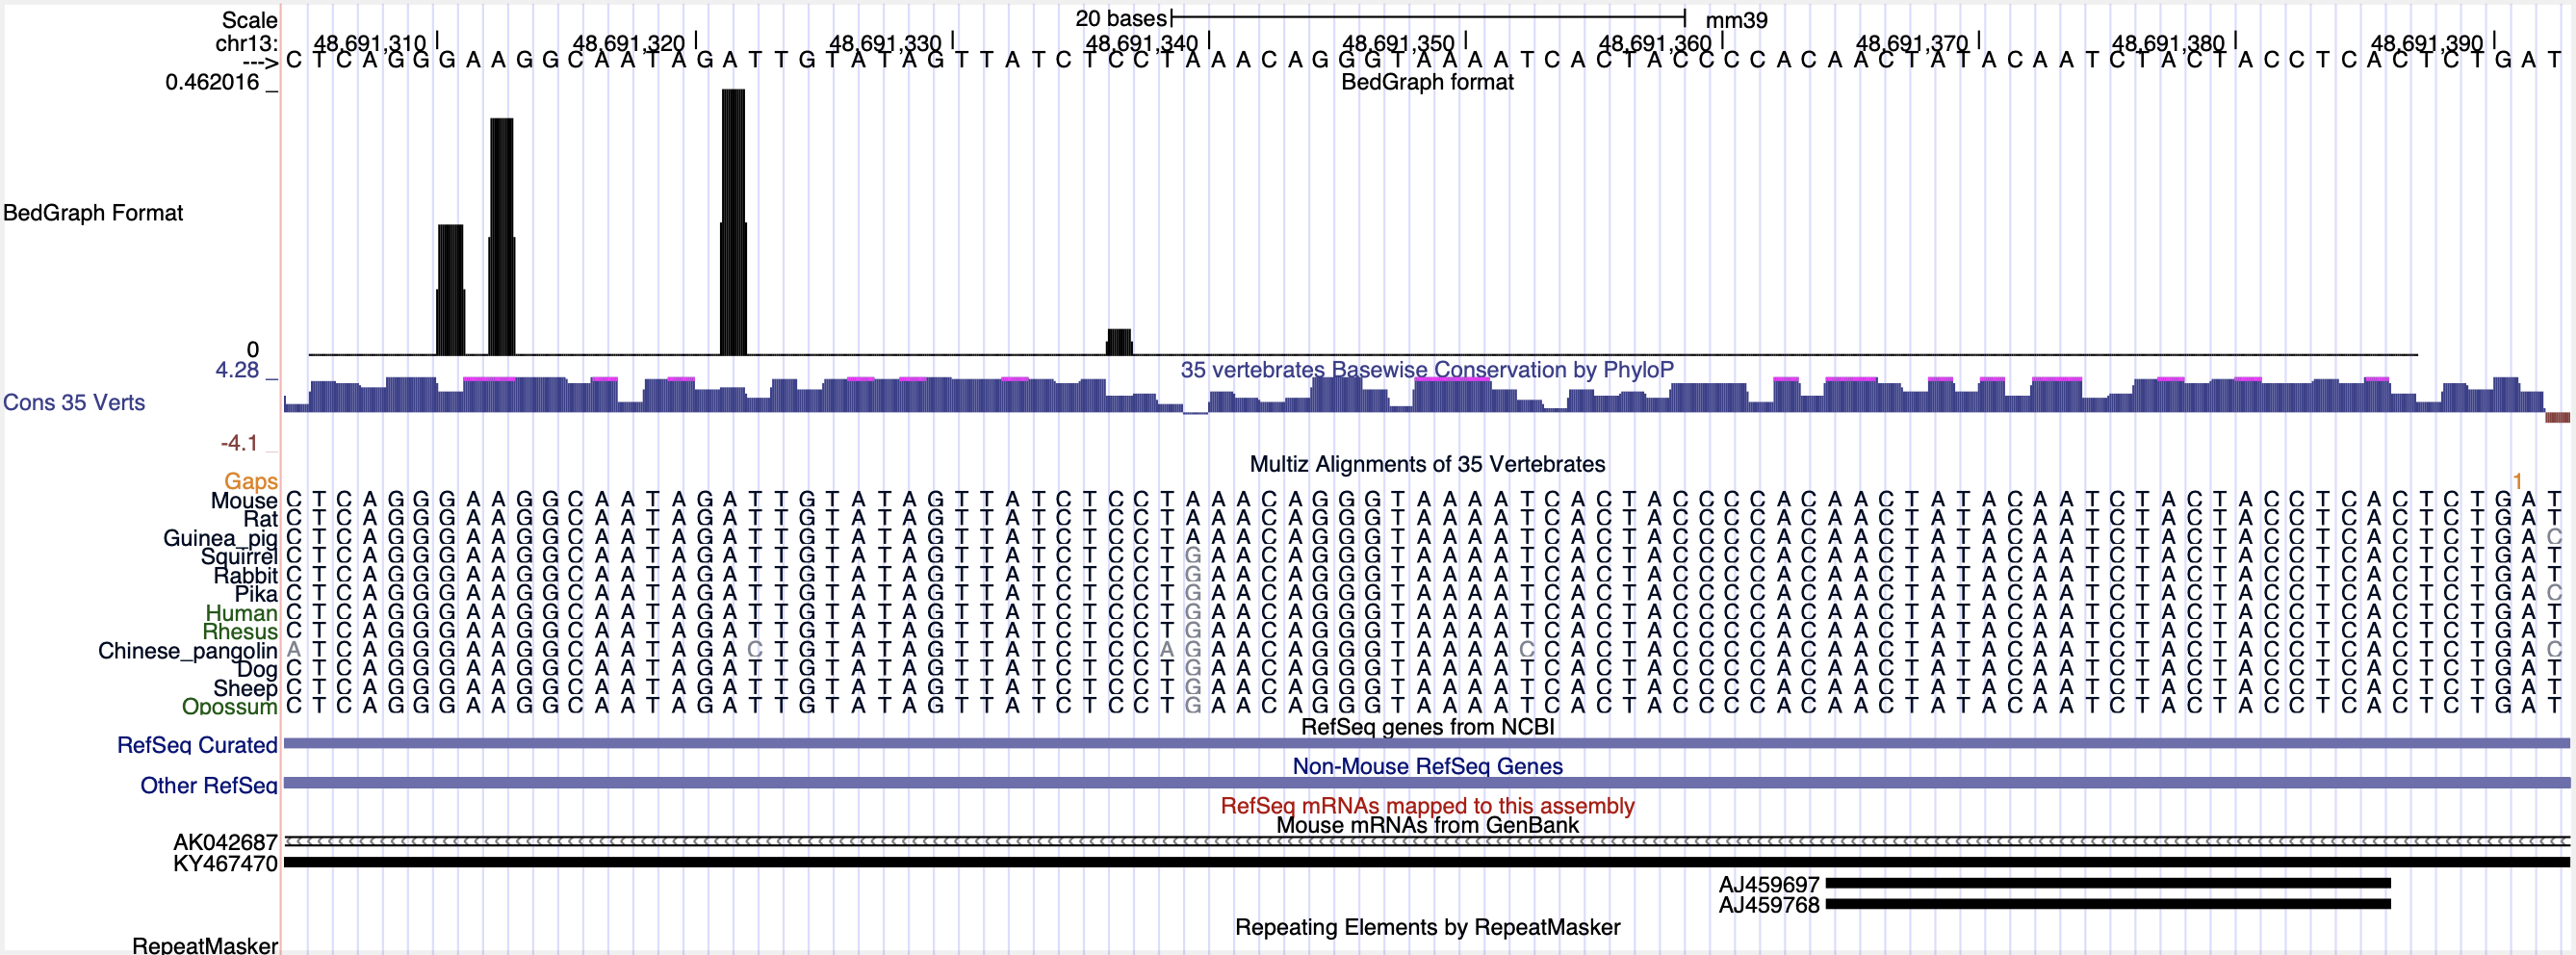 Scale 20 bases mm39
chr13: 48,691,310 48,691,320 48,691,330 48,691,340 48,691,350 48,691,360 48,691,370 48,691,380 48,691,390
---> C T C A G G G A A G G C A A T A G A T T G T A T A G T T A T C T C C T A A A C A G G G T A A A A T C A C T A C C C C A C A A C T A T A C A A T C T A C T A C C T C A C T C T G A T
BedGraph format
0.462016 _
BedGraph Format
0
35 vertebrates Basewise Conservation by PhyloP
4.28 _
Cons 35 Verts
-4.1 _
Multiz Alignments of 35 Vertebrates
Gaps 1
Mouse C T C A G G G A A G G C A A T A G A T T G T A T A G T T A T C T C C T A A A C A G G G T A A A A T C A C T A C C C C A C A A C T A T A C A A T C T A C T A C C T C A C T C T G A T
Rat C T C A G G G A A G G C A A T A G A T T G T A T A G T T A T C T C C T A A A C A G G G T A A A A T C A C T A C C C C A C A A C T A T A C A A T C T A C T A C C T C A C T C T G A T
Guinea_pig C T C A G G G A A G G C A A T A G A T T G T A T A G T T A T C T C C T A A A C A G G G T A A A A T C A C T A C C C C A C A A C T A T A C A A T C T A C T A C C T C A C T C T G A C
Squirrel C T C A G G G A A G G C A A T A G A T T G T A T A G T T A T C T C C T G A A C A G G G T A A A A T C A C T A C C C C A C A A C T A T A C A A T C T A C T A C C T C A C T C T G A T
Rabbit C T C A G G G A A G G C A A T A G A T T G T A T A G T T A T C T C C T G A A C A G G G T A A A A T C A C T A C C C C A C A A C T A T A C A A T C T A C T A C C T C A C T C T G A T
Pika C T C A G G G A A G G C A A T A G A T T G T A T A G T T A T C T C C T G A A C A G G G T A A A A T C A C T A C C C C A C A A C T A T A C A A T C T A C T A C C T C A C T C T G A C
Human C T C A G G G A A G G C A A T A G A T T G T A T A G T T A T C T C C T G A A C A G G G T A A A A T C A C T A C C C C A C A A C T A T A C A A T C T A C T A C C T C A C T C T G A T
Rhesus C T C A G G G A A G G C A A T A G A T T G T A T A G T T A T C T C C T G A A C A G G G T A A A A T C A C T A C C C C A C A A C T A T A C A A T C T A C T A C C T C A C T C T G A T
Chinese_pangolin A T C A G G G A A G G C A A T A G A C T G T A T A G T T A T C T C C A G A A C A G G G T A A A A C C A C T A C C C C A C A A C T A T A C A A T C T A C T A C C T C A C T C T G A C
Dog C T C A G G G A A G G C A A T A G A T T G T A T A G T T A T C T C C T G A A C A G G G T A A A A T C A C T A C C C C A C A A C T A T A C A A T C T A C T A C C T C A C T C T G A T
Sheep C T C A G G G A A G G C A A T A G A T T G T A T A G T T A T C T C C T G A A C A G G G T A A A A T C A C T A C C C C A C A A C T A T A C A A T C T A C T A C C T C A C T C T G A T
Opossum C T C A G G G A A G G C A A T A G A T T G T A T A G T T A T C T C C T G A A C A G G G T A A A A T C A C T A C C C C A C A A C T A T A C A A T C T A C T A C C T C A C T C T G A T
RefSeq genes from NCBI
RefSeq Curated
Non-Mouse RefSeq Genes
Other RefSeq
RefSeq mRNAs mapped to this assembly
Mouse mRNAs from GenBank
AK042687
KY467470
AJ459697
AJ459768
Repeating Elements by RepeatMasker
RepeatMasker